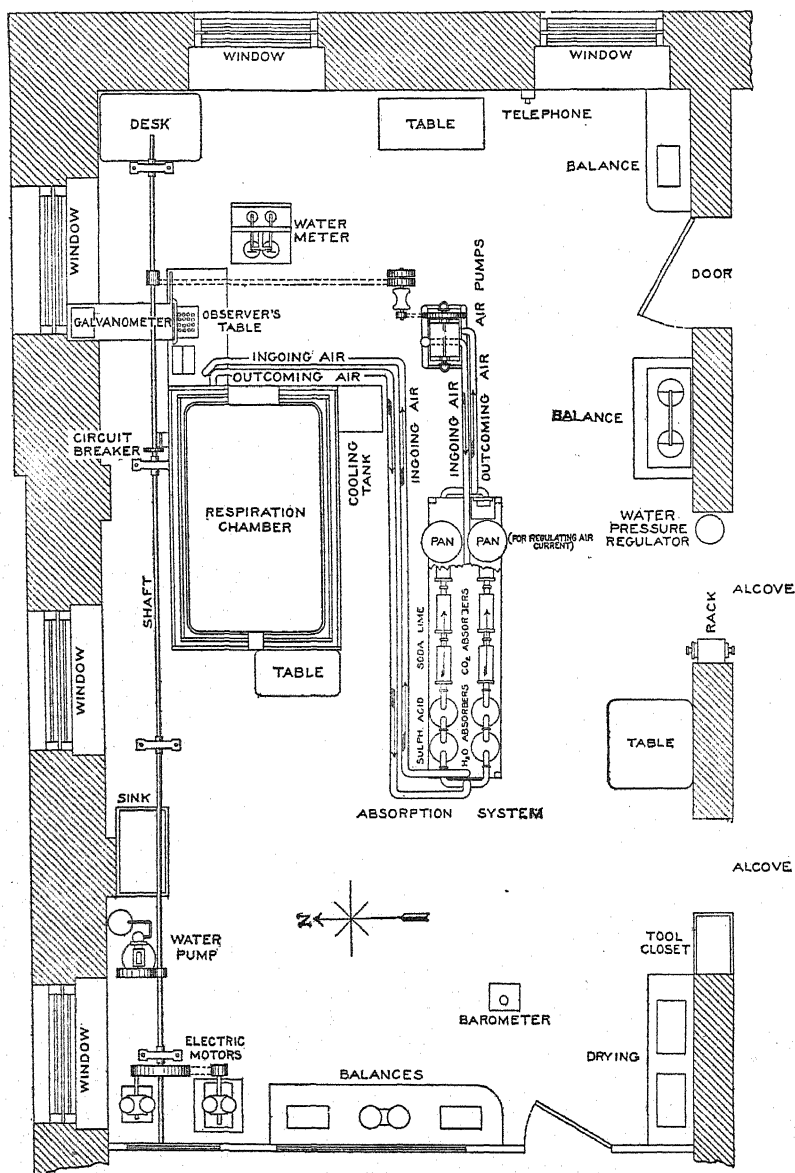 WINDOW
WINDOW
DESK
TABLE
TELEPHONE
BALANCE
WINDOW
WATER
METER
AIR PUMPS
DOOR
GALVANOMETER
OBSERVER'S
TABLE
INGOING AIR
OUTCOMING AIR
INGOING AIR
INGOING AIR
OUTCOMING AIR
BALANCE
CIRCUIT
BREAKER
COOLING
TANK
RESPIRATION
CHAMBER
PAN
PAN
(FOR REGULATING AIR
CURRENT)
WATER
PRESSURE
REGULATOR
ALCOVE
SHAFT
RACK
SODA LIME
CO₂ ABSORBERS
WINDOW
TABLE
SULPH. ACID
H₂O ABSORBERS
TABLE
SINK
ABSORPTION SYSTEM
ALCOVE
N
WATER
PUMP
TOOL
CLOSET
BAROMETER
WINDOW
ELECTRIC
MOTORS
BALANCES
DRYING